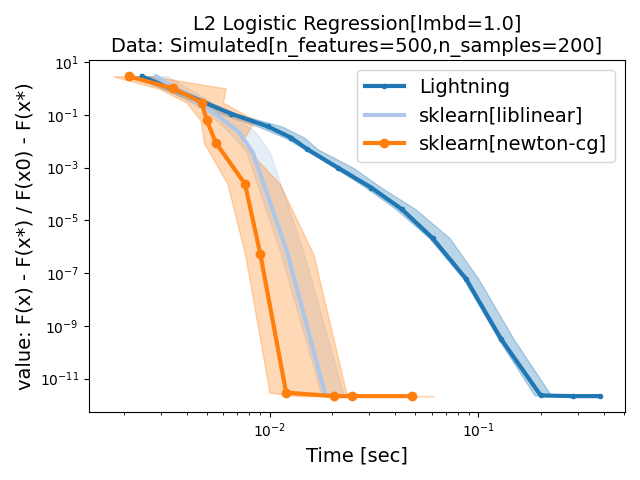 L2 Logistic Regression[lmbd=1.0]
Data: Simulated[n_features=500,n_samples=200]
value: F(x) - F(x*) / F(x0) - F(x*)
10¹
10⁻¹
10⁻³
10⁻⁵
10⁻⁷
10⁻⁹
10⁻¹¹
Lightning
sklearn[liblinear]
sklearn[newton-cg]
10⁻²
10⁻¹
Time [sec]